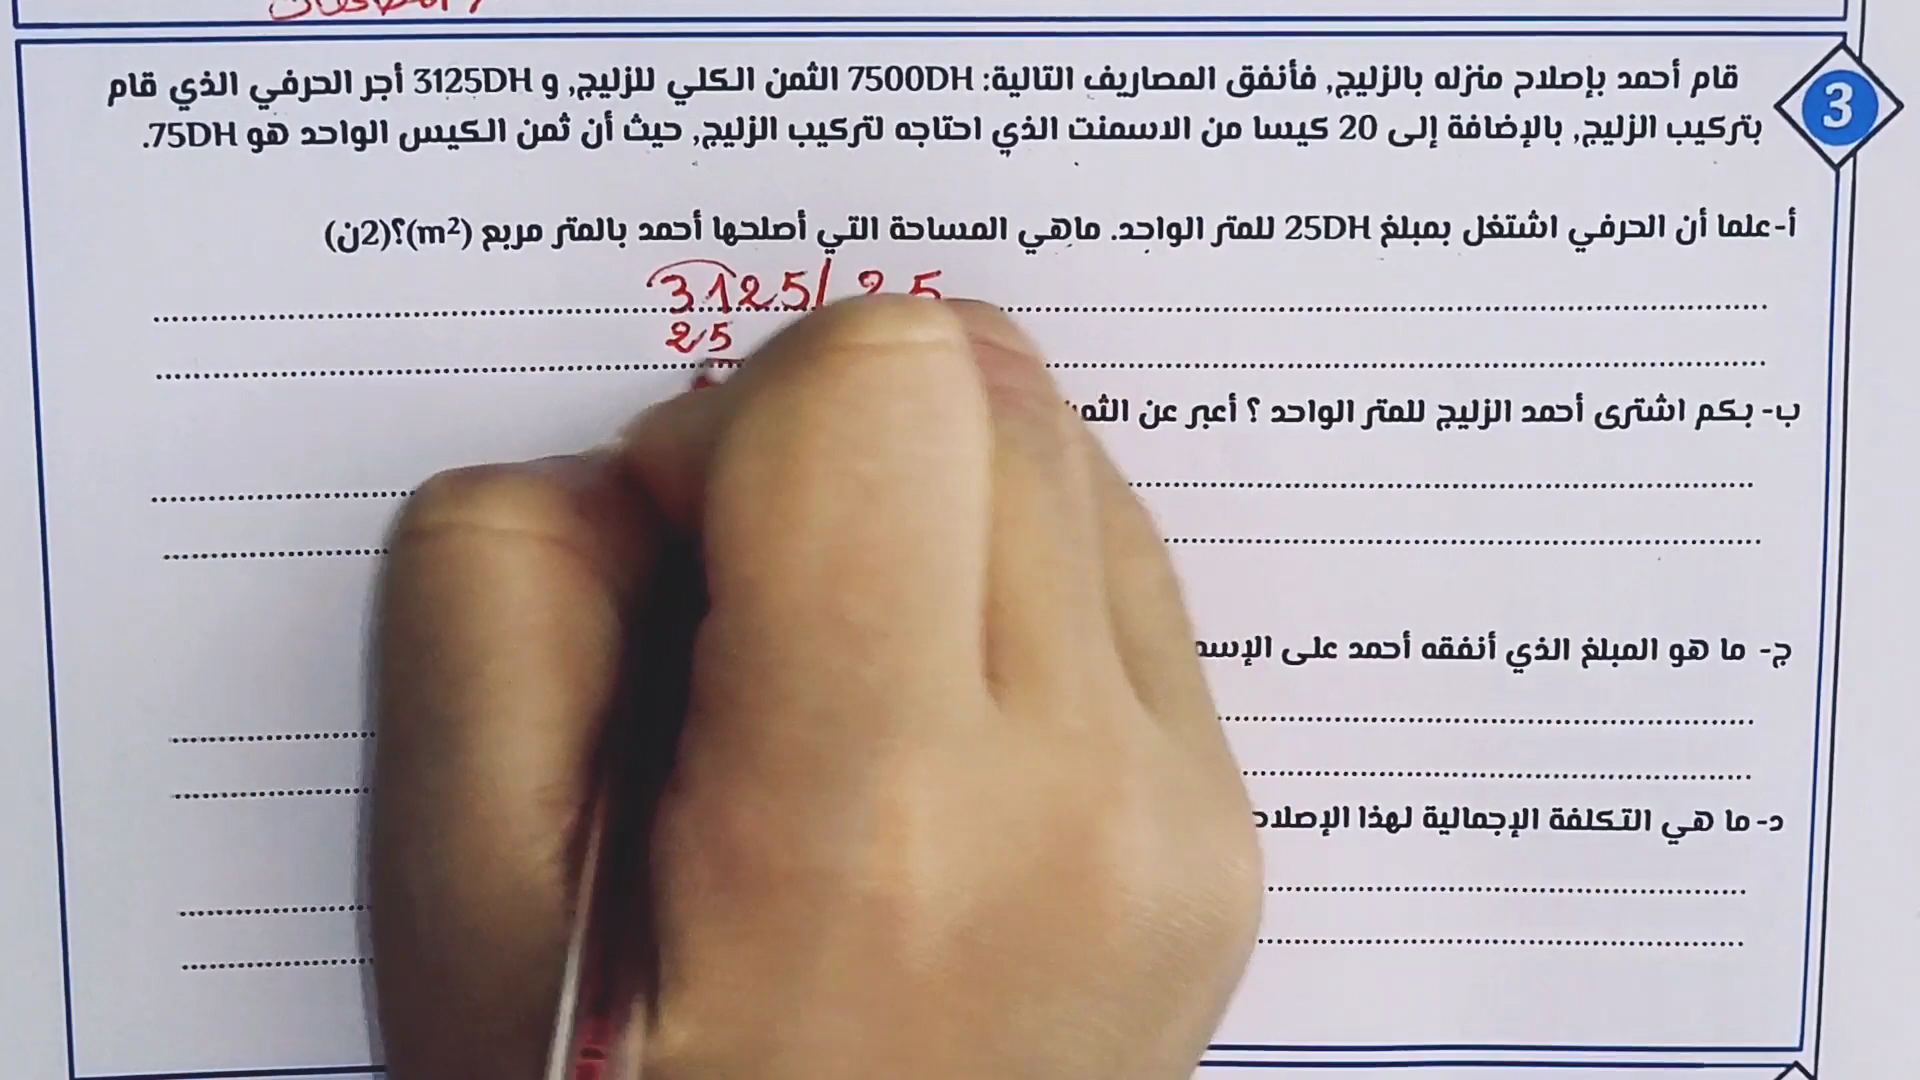 3
قام أحمد بإصلاح منزله بالزليج, فأنفق المصاريف التالية: 7500DH الثمن الكلي للزليج, و 3125DH أجر الحرفي الذي قام
بتركيب الزليج, بالإضافة إلى 20 كيسا من الاسمنت الذي احتاجه لتركيب الزليج, حيث أن ثمن الكيس الواحد هو 75DH.
أ-علما أن الحرفي اشتغل بمبلغ 25DH للمتر الواحد. ماهي المساحة التي أصلحها أحمد بالمتر مربع (m²)؟(2ن)
3125 25
25
ب- بكم اشترى أحمد الزليج للمتر الواحد ؟ أعبر عن
ج- ما هو المبلغ الذي أنفقه أحمد على
د- ما هي التكلفة الإجمالية لهذا